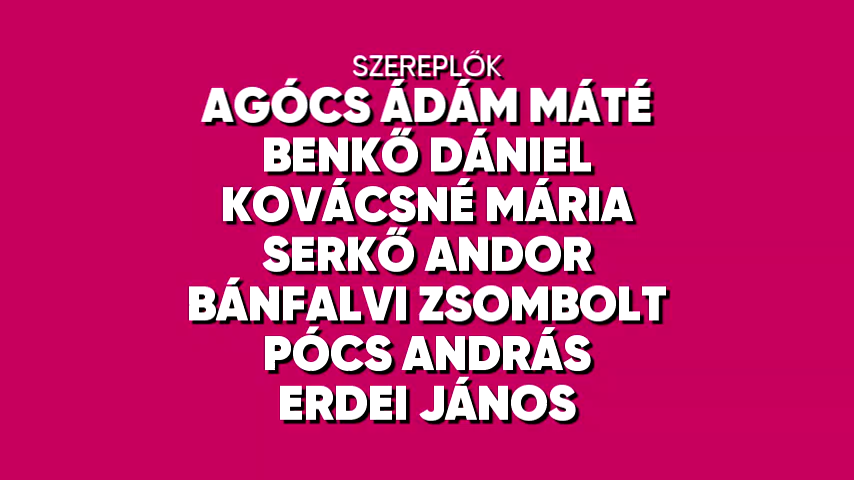 SZEREPLŐK
AGÓCS ÁDÁM MÁTÉ
BENKŐ DÁNIEL
KOVÁCSNÉ MÁRIA
SERKŐ ANDOR
BÁNFALVI ZSOMBOLT
PÓCS ANDRÁS
ERDEI JÁNOS